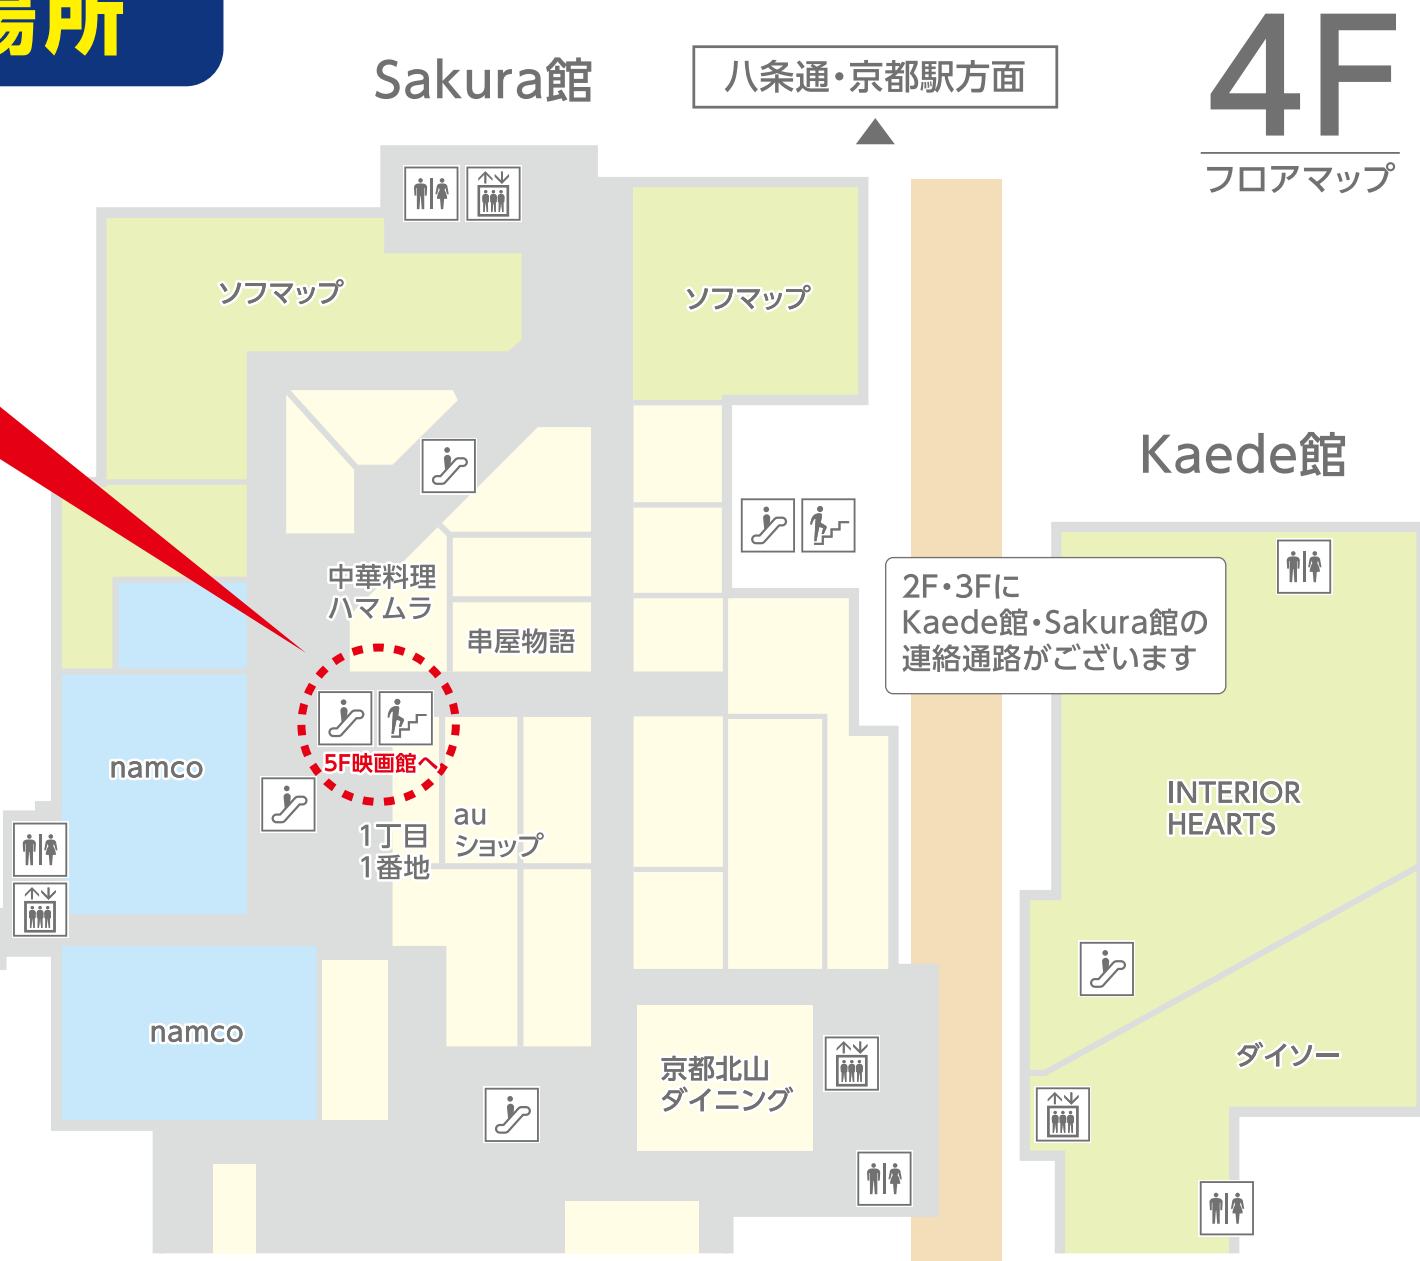 場所
Sakura館
八条通・京都駅方面
4F
フロアマップ
ソフマップ
ソフマップ
Kaede館
中華料理
ハマムラ
串屋物語
2F・3Fに
Kaede館・Sakura館の
連絡通路がございます
5F映画館へ
namco
au
ショップ
1丁目
1番地
INTERIOR
HEARTS
namco
京都北山
ダイニング
ダイソー